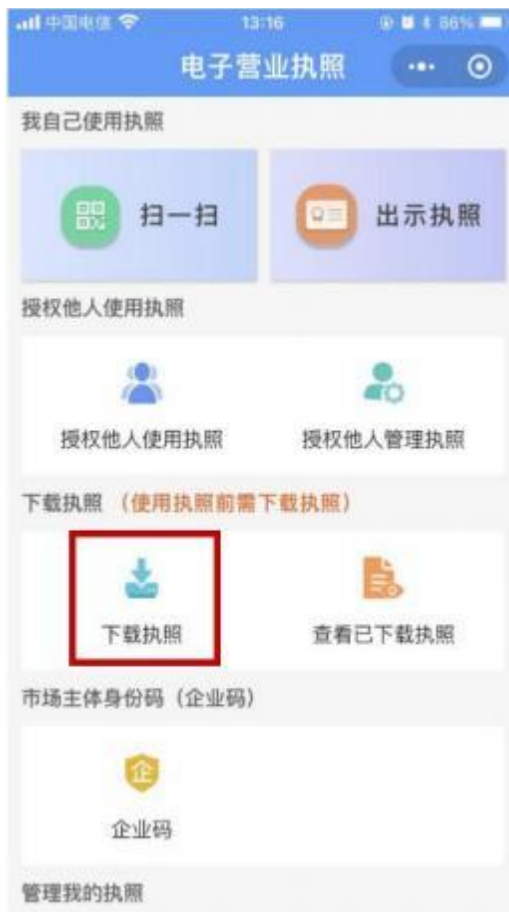 中国电信 13:16 86%
电子营业执照
我自己使用执照
扫一扫 出示执照
授权他人使用执照
授权他人使用执照 授权他人管理执照
下载执照 (使用执照前需下载执照)
下载执照 查看已下载执照
市场主体身份码 (企业码)
企
企业码
管理我的执照